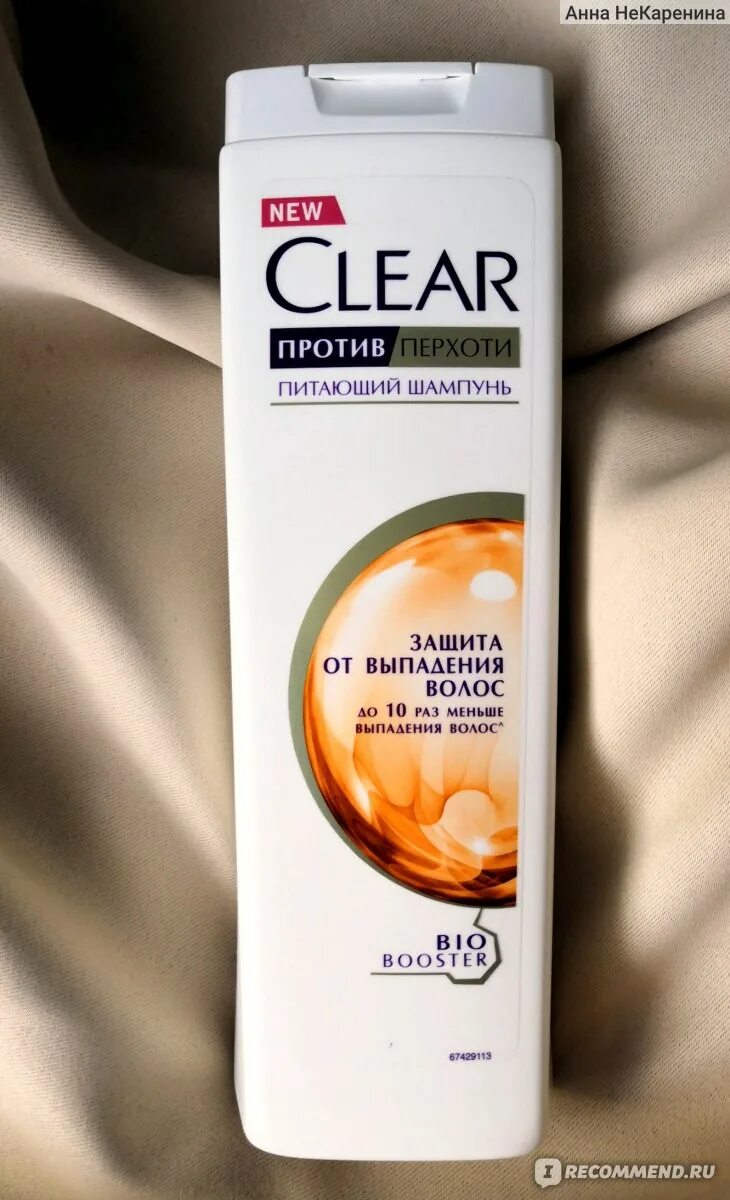 Анна НеКаренина
NEW
CLEAR
ПРОТИВ ПЕРХОТИ
ПИТАЮЩИЙ ШАМПУНЬ
ЗАЩИТА
ОТ ВЫПАДЕНИЯ
ВОЛОС
ДО 10 РАЗ МЕНЬШЕ
ВЫПАДЕНИЯ ВОЛОС^
BIO
BOOSTER
67429113
IRECOMMEND.RU